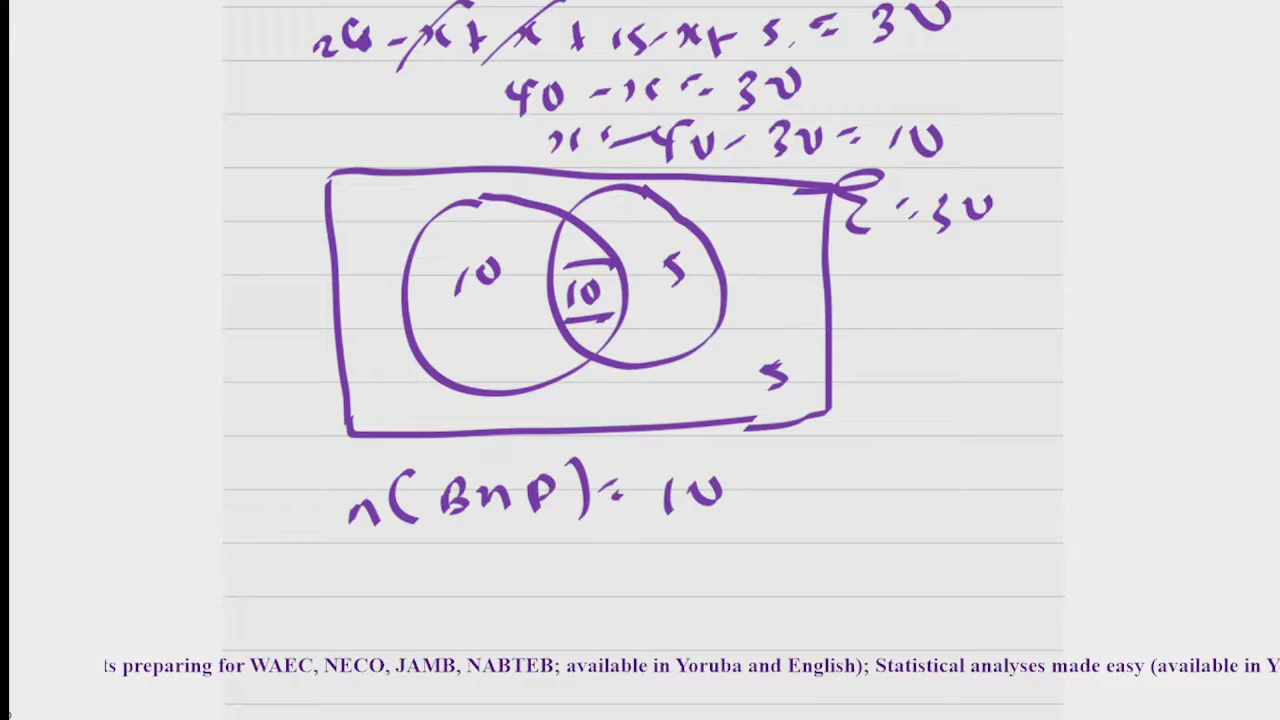 20 - x + x + 15 - x + 5 = 30
40 - x = 30
x = 40 - 30 = 10
ξ = 30
10
10
5
5
n(B∩P) = 10
ts preparing for WAEC, NECO, JAMB, NABTEB; available in Yoruba and English); Statistical analyses made easy (available in Y